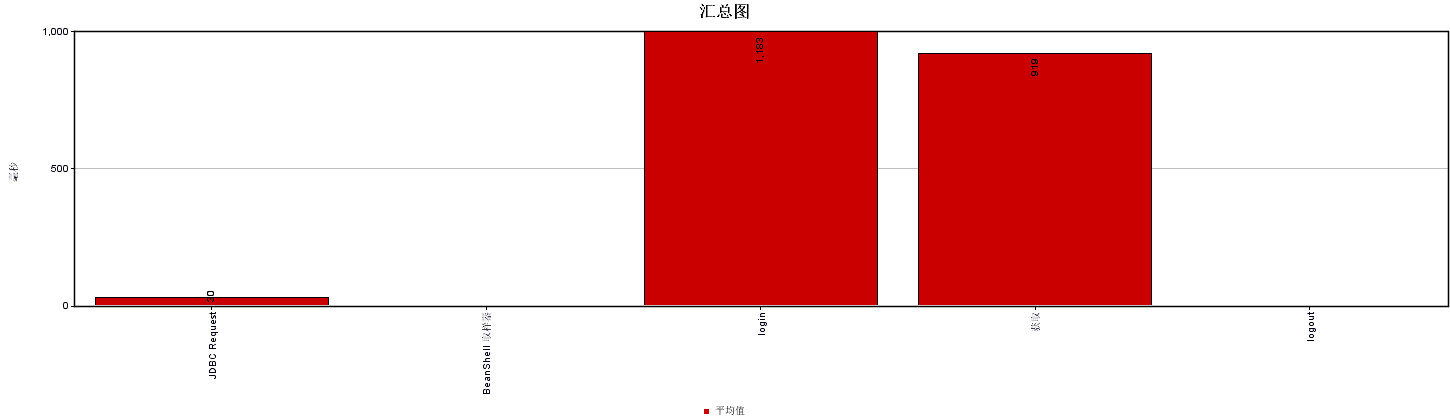 汇总图
1,000
500
0
毫秒
30
1,183
919
JDBC Request
BeanShell 取样器
login
获取
logout
平均值